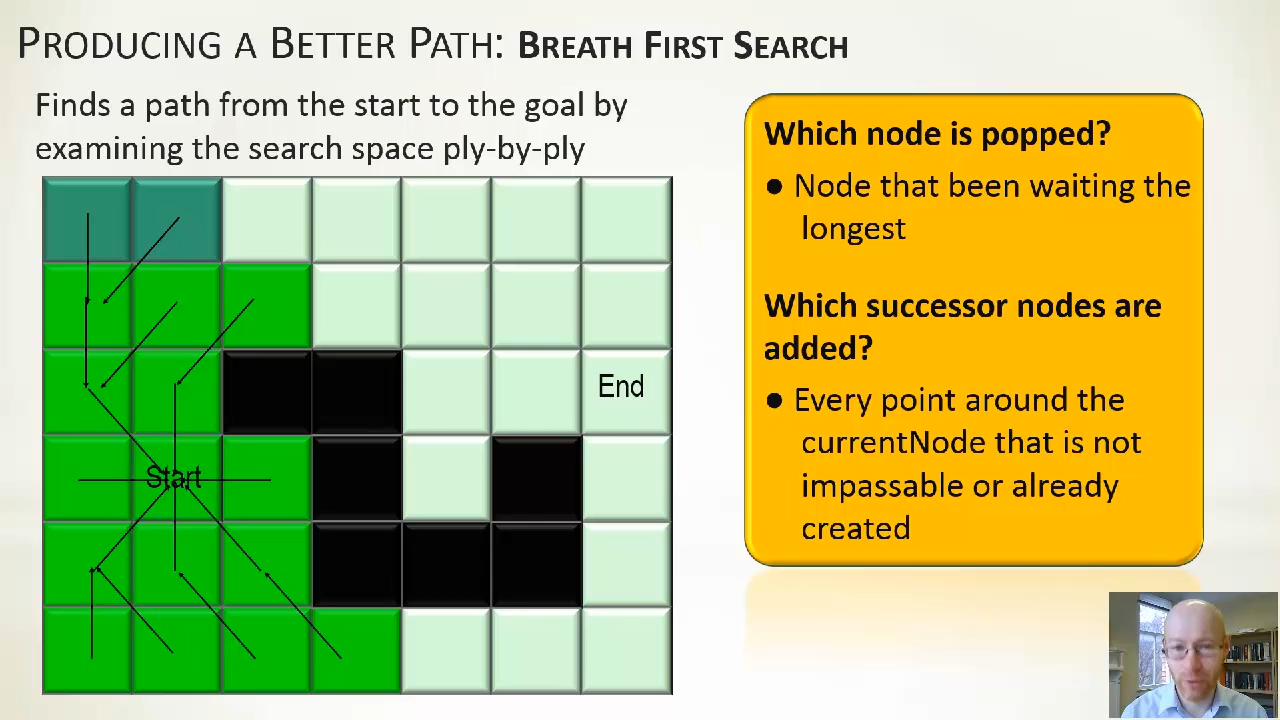 PRODUCING A BETTER PATH: BREATH FIRST SEARCH
Finds a path from the start to the goal by
examining the search space ply-by-ply
Which node is popped?
● Node that been waiting the
longest
Which successor nodes are
added?
● Every point around the
currentNode that is not
impassable or already
created
End
Start